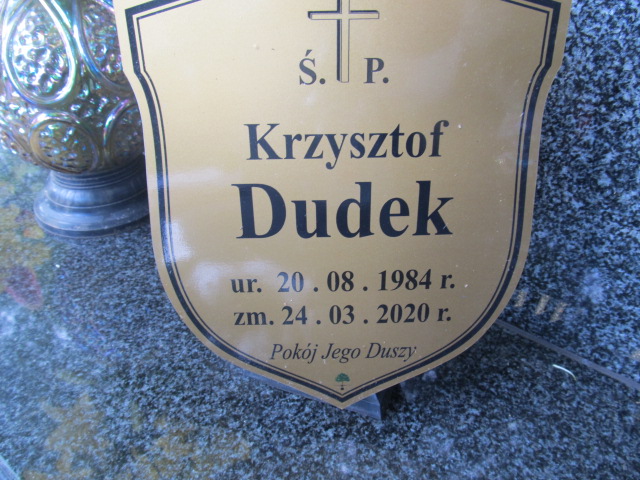 Ś. P.
Krzysztof
Dudek
ur. 20 . 08 . 1984 r.
zm. 24 . 03 . 2020 r.
Pokój Jego Duszy